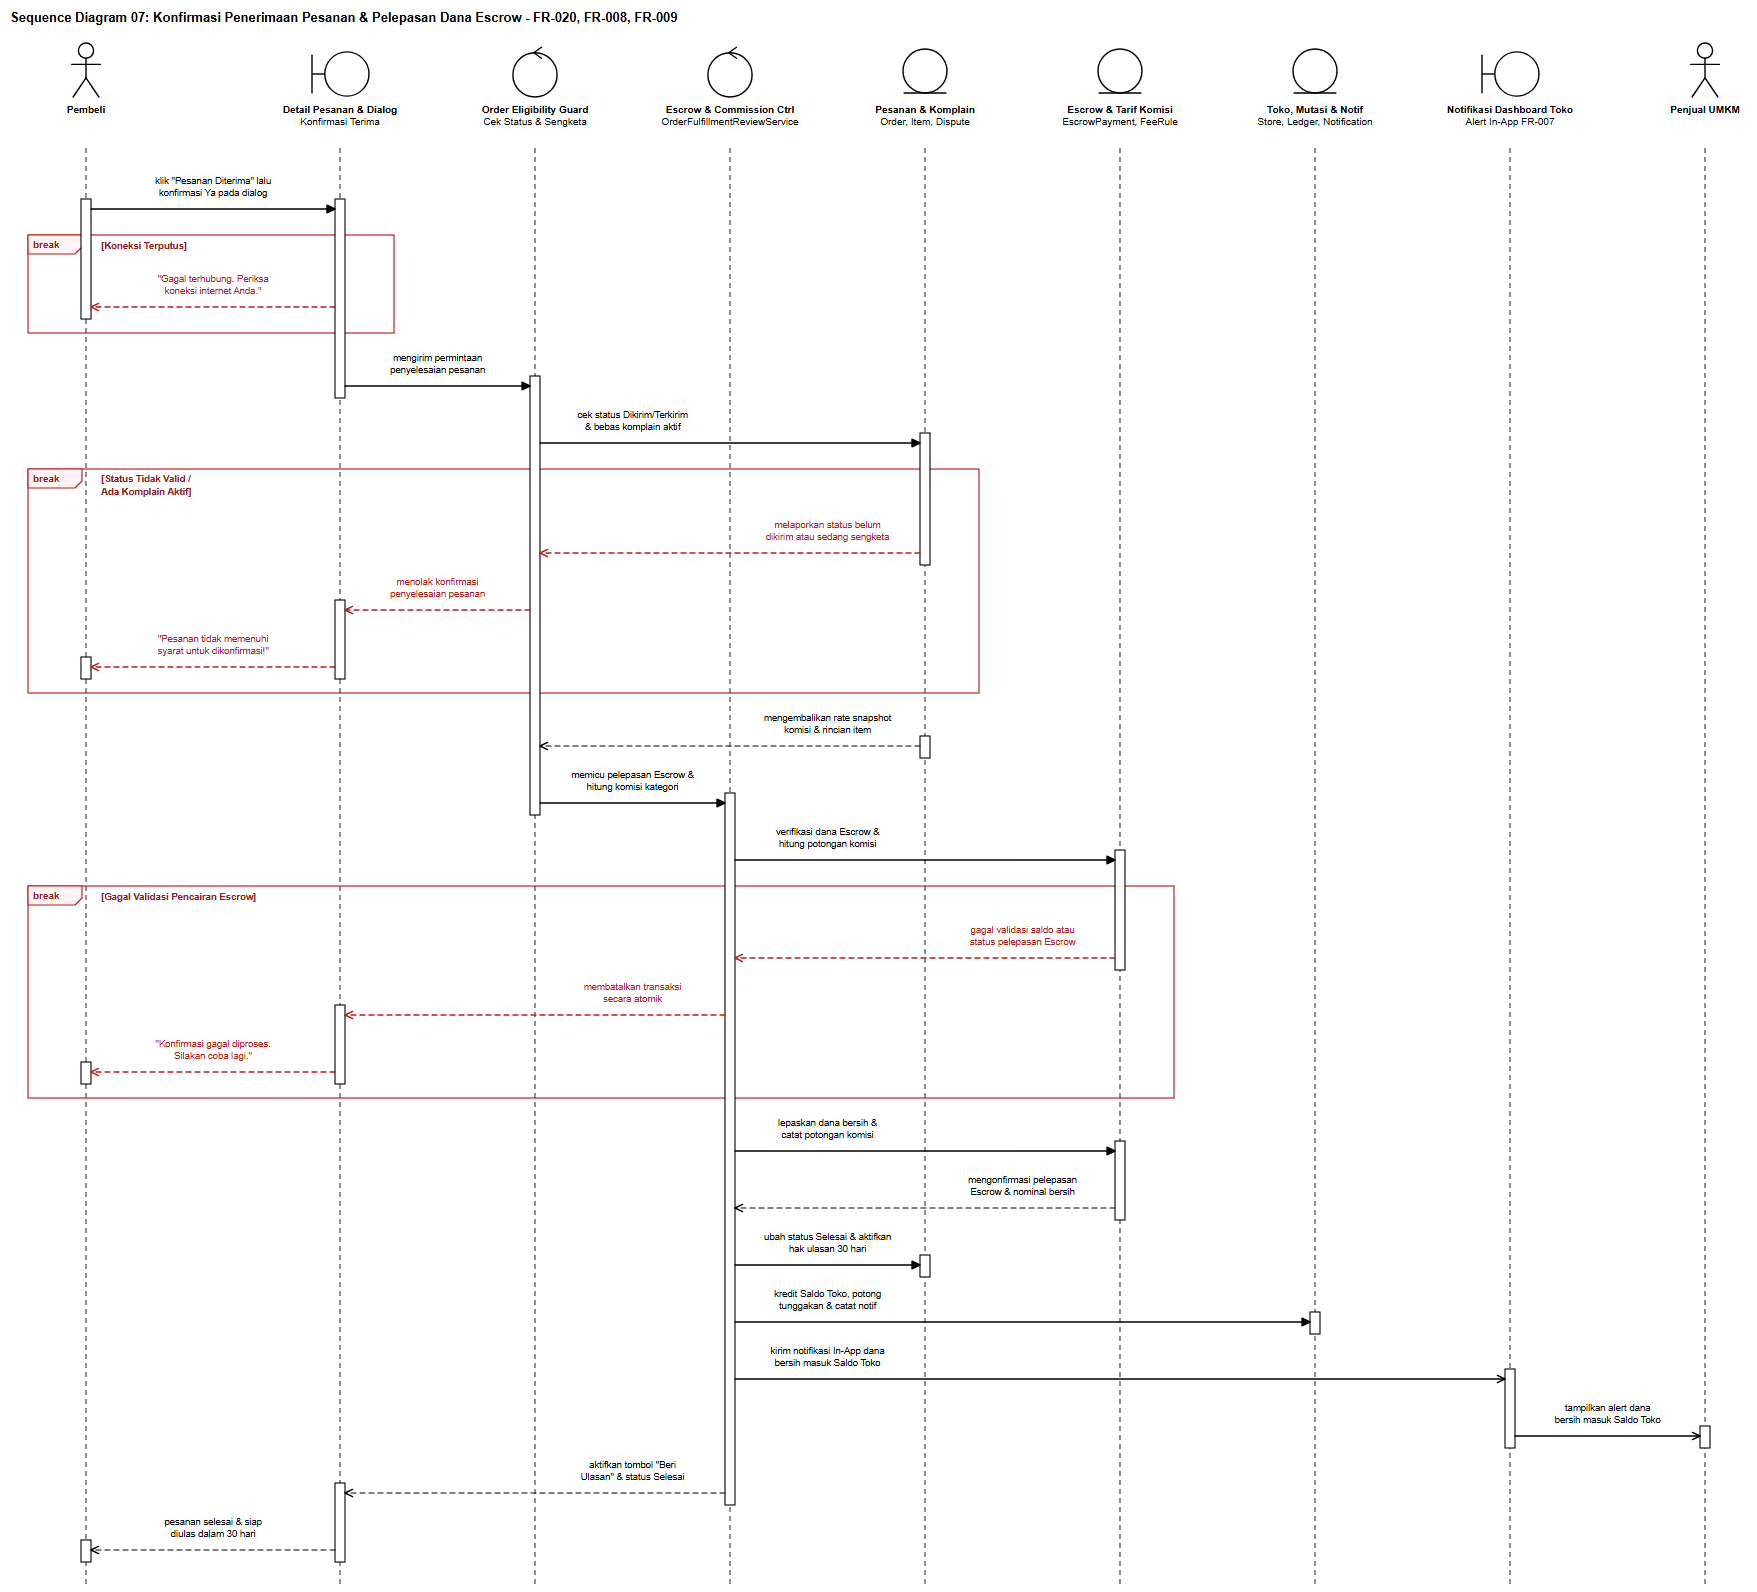 Sequence Diagram 07: Konfirmasi Penerimaan Pesanan & Pelepasan Dana Escrow - FR-020, FR-008, FR-009
Pembeli
Detail Pesanan & Dialog
Konfirmasi Terima
Order Eligibility Guard
Cek Status & Sengketa
Escrow & Commission Ctrl
OrderFulfillmentReviewService
Pesanan & Komplain
Order, Item, Dispute
Escrow & Tarif Komisi
EscrowPayment, FeeRule
Toko, Mutasi & Notif
Store, Ledger, Notification
Notifikasi Dashboard Toko
Alert In-App FR-007
Penjual UMKM
klik "Pesanan Diterima" lalu
konfirmasi Ya pada dialog
break
[Koneksi Terputus]
"Gagal terhubung. Periksa
koneksi internet Anda."
mengirim permintaan
penyelesaian pesanan
cek status Dikirim/Terkirim
& bebas komplain aktif
break
[Status Tidak Valid /
Ada Komplain Aktif]
melaporkan status belum
dikirim atau sedang sengketa
menolak konfirmasi
penyelesaian pesanan
"Pesanan tidak memenuhi
syarat untuk dikonfirmasi!"
mengembalikan rate snapshot
komisi & rincian item
memicu pelepasan Escrow &
hitung komisi kategori
verifikasi dana Escrow &
hitung potongan komisi
break
[Gagal Validasi Pencairan Escrow]
gagal validasi saldo atau
status pelepasan Escrow
membatalkan transaksi
secara atomik
"Konfirmasi gagal diproses.
Silakan coba lagi."
lepaskan dana bersih &
catat potongan komisi
mengonfirmasi pelepasan
Escrow & nominal bersih
ubah status Selesai & aktifkan
hak ulasan 30 hari
kredit Saldo Toko, potong
tunggakan & catat notif
kirim notifikasi In-App dana
bersih masuk Saldo Toko
tampilkan alert dana
bersih masuk Saldo Toko
aktifkan tombol "Beri
Ulasan" & status Selesai
pesanan selesai & siap
diulas dalam 30 hari